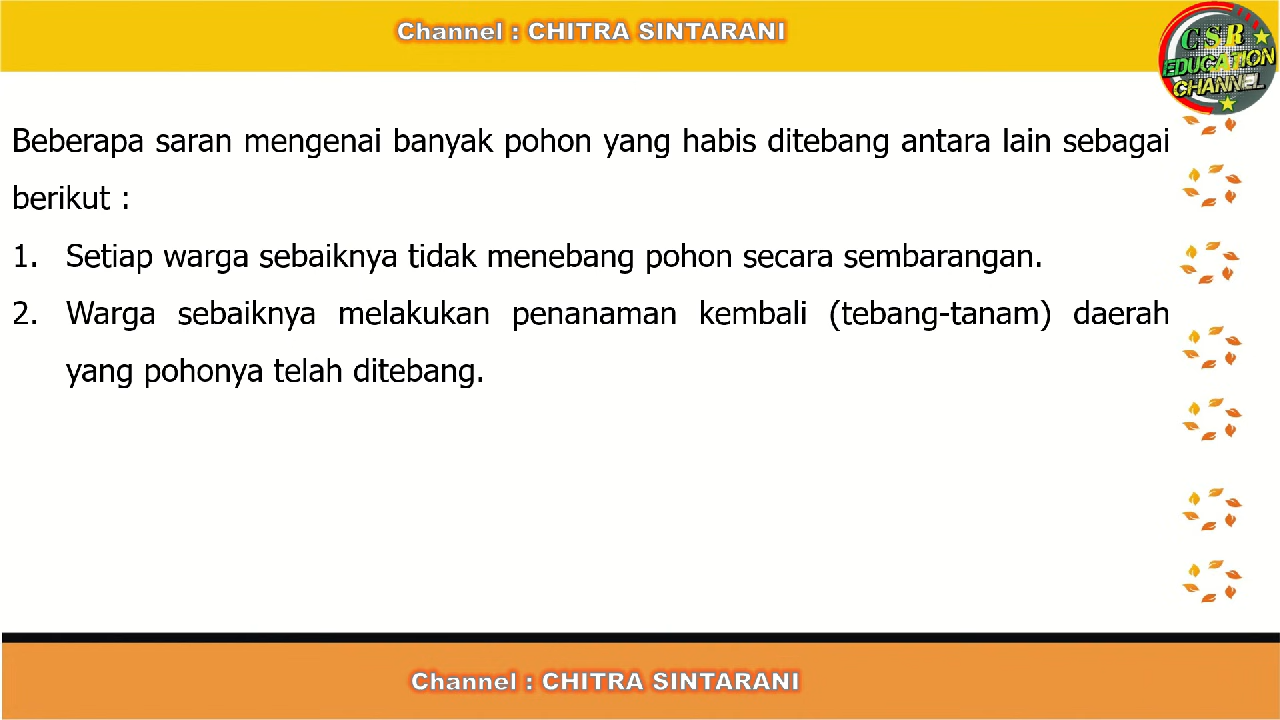 Channel : CHITRA SINTARANI
CSR
EDUCATION
CHANNEL
Beberapa saran mengenai banyak pohon yang habis ditebang antara lain sebagai
berikut :
1. Setiap warga sebaiknya tidak menebang pohon secara sembarangan.
2. Warga sebaiknya melakukan penanaman kembali (tebang-tanam) daerah
yang pohonya telah ditebang.
Channel : CHITRA SINTARANI